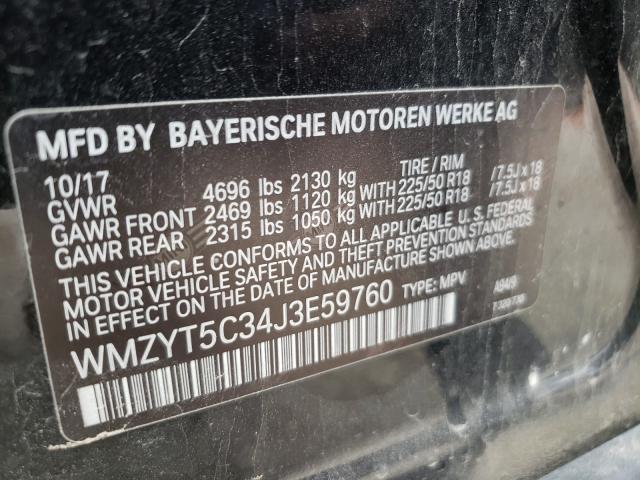 MFD BY BAYERISCHE MOTOREN WERKE AG
10/17 TIRE / RIM
GVWR 4696 lbs 2130 kg
GAWR FRONT 2469 lbs 1120 kg WITH 225/50 R18 /7.5J x 18
GAWR REAR 2315 lbs 1050 kg WITH 225/50 R18 /7.5J x 18
THIS VEHICLE CONFORMS TO ALL APPLICABLE U. S. FEDERAL
MOTOR VEHICLE SAFETY AND THEFT PREVENTION STANDARDS
IN EFFECT ON THE DATE OF MANUFACTURE SHOWN ABOVE.
WMZYT5C34J3E59760 TYPE: MPV